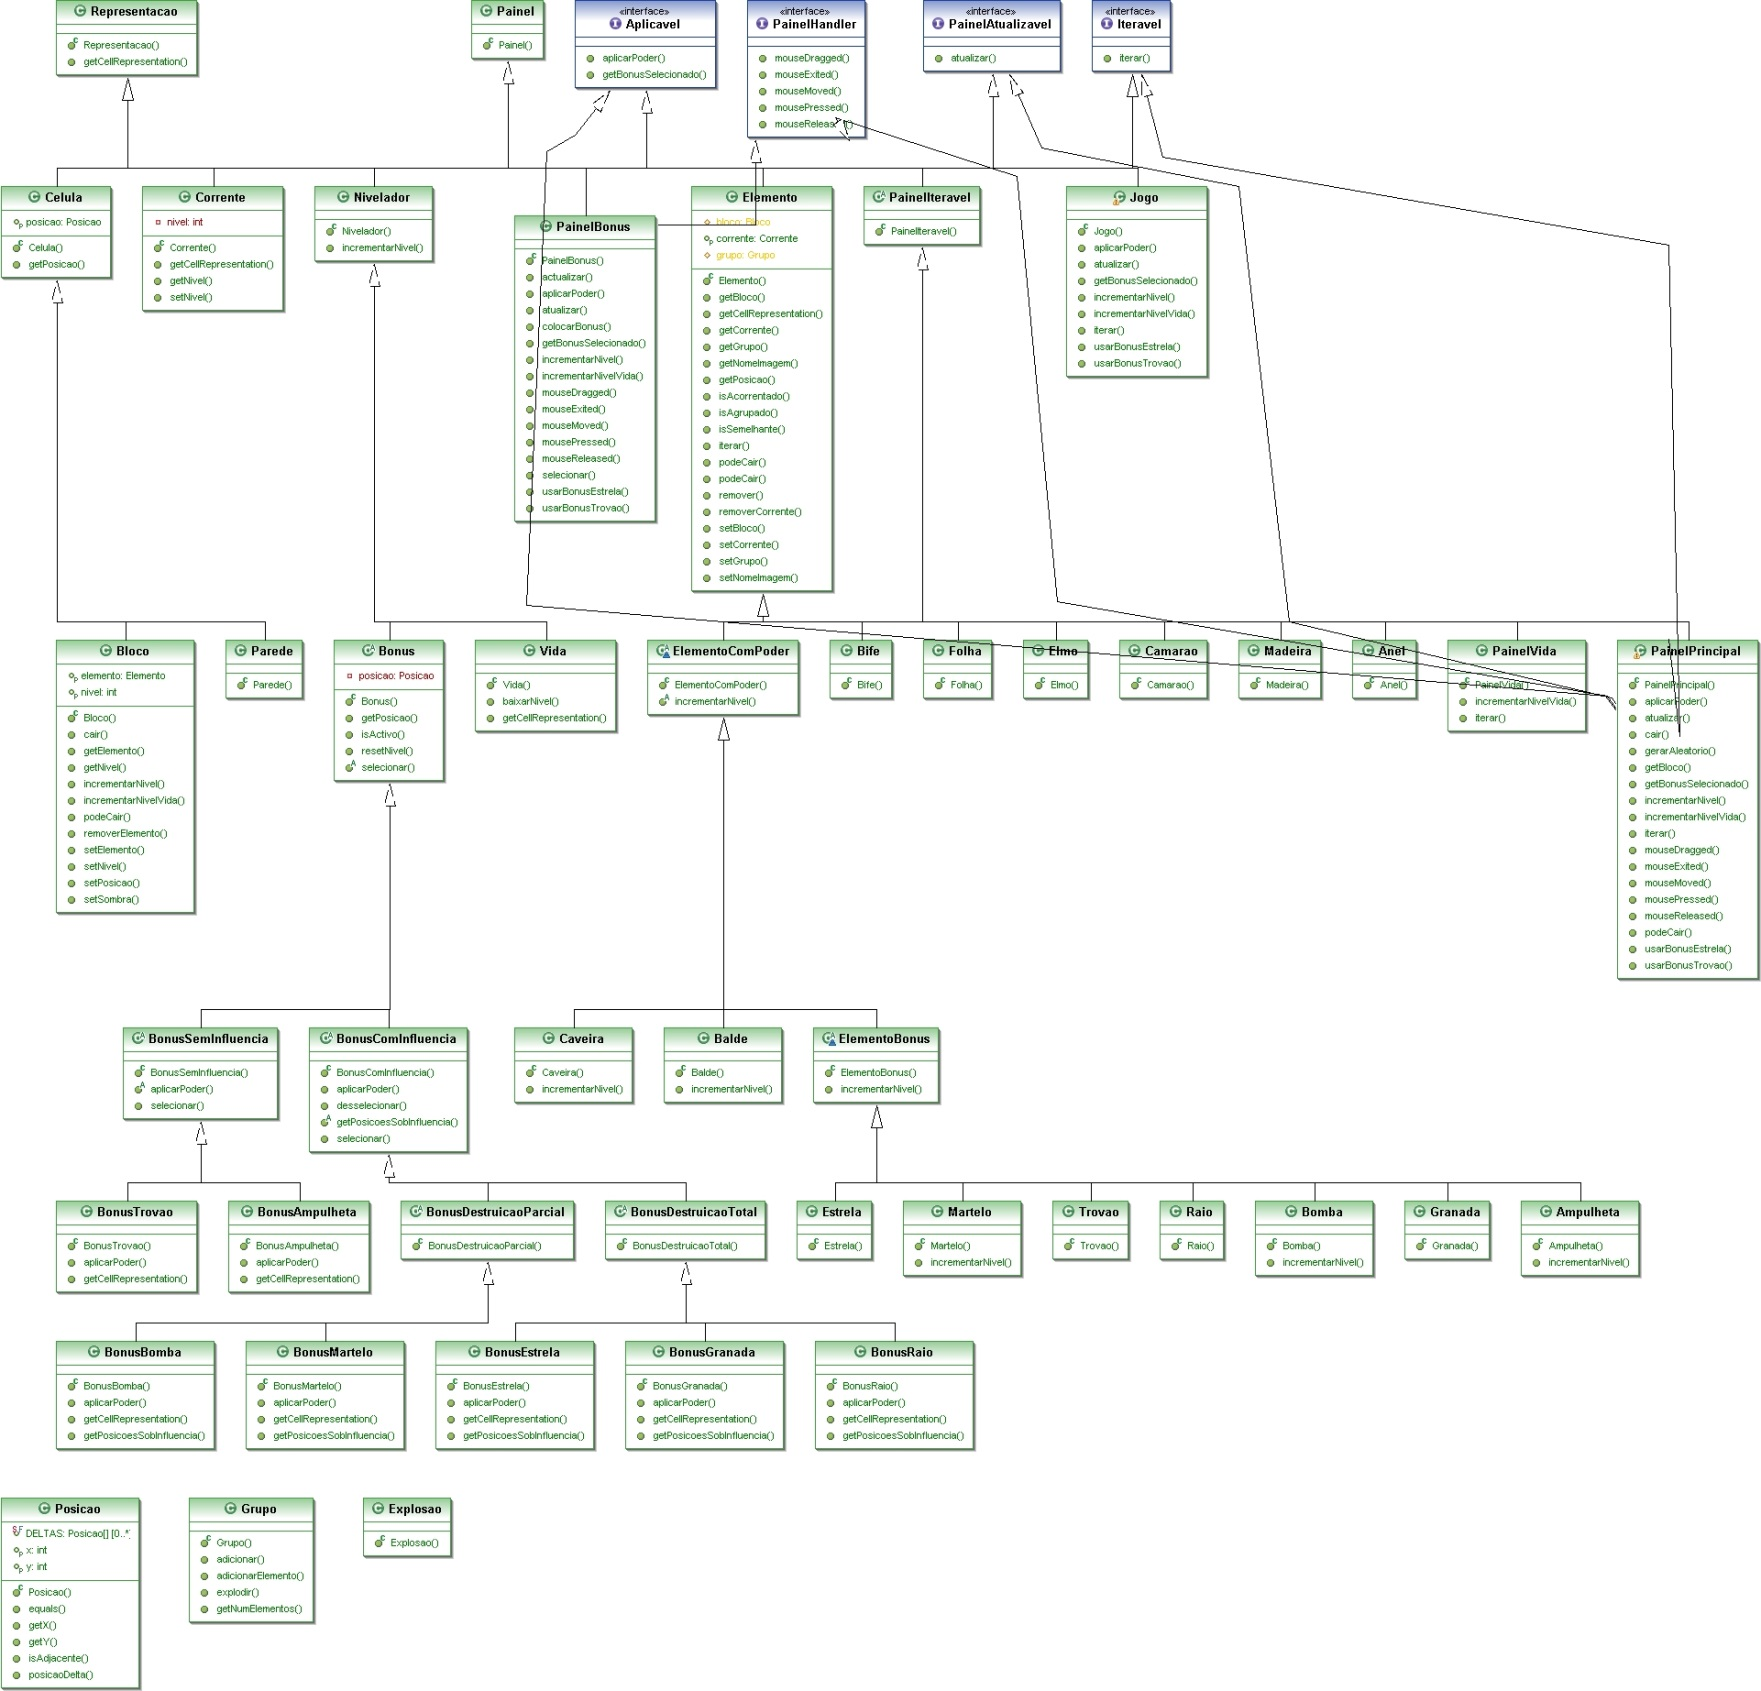 Representacao
Representacao()
getCellRepresentation()
Painel
Painel()
«interface»
Aplicavel
aplicarPoder()
getBonusSelecionado()
«interface»
PainelHandler
mouseDragged()
mouseExited()
mouseMoved()
mousePressed()
«interface»
PainelAtualizavel
atualizar()
«interface»
Iteravel
iterar()
Celula
posicao: Posicao
Celula()
getPosicao()
Corrente
nivel: int
Corrente()
getCellRepresentation()
getNivel()
setNivel()
Nivelador
Nivelador()
incrementarNivel()
PainelBonus
PainelBonus()
actualizar()
aplicarPoder()
atualizar()
colocarBonus()
getBonusSelecionado()
incrementarNivel()
incrementarNivelVida()
mouseDragged()
mouseExited()
mouseMoved()
mousePressed()
mouseReleased()
selecionar()
usarBonusEstrela()
usarBonusTrovao()
Elemento
bloco: Bloco
corrente: Corrente
grupo: Grupo
Elemento()
getBloco()
getCellRepresentation()
getCorrente()
getGrupo()
getNomeImagem()
getPosicao()
isAcorrentado()
isAgrupado()
isSemelhante()
iterar()
podeCair()
podeCair()
remover()
removerCorrente()
setBloco()
setCorrente()
setGrupo()
setNomeImagem()
PainelIteravel
PainelIteravel()
Jogo
Jogo()
aplicarPoder()
atualizar()
getBonusSelecionado()
incrementarNivel()
incrementarNivelVida()
iterar()
usarBonusEstrela()
usarBonusTrovao()
Bloco
elemento: Elemento
nivel: int
Bloco()
cair()
getElemento()
getNivel()
incrementarNivel()
incrementarNivelVida()
podeCair()
removerElemento()
setElemento()
setNivel()
setPosicao()
setSombra()
Parede
Parede()
Bonus
posicao: Posicao
Bonus()
getPosicao()
isActivo()
resetNivel()
selecionar()
Vida
Vida()
baixarNivel()
getCellRepresentation()
ElementoComPoder
ElementoComPoder()
incrementarNivel()
Bife
Bife()
Folha
Folha()
Elmo
Elmo()
Camarao
Camarao()
Madeira
Madeira()
Anel
Anel()
PainelVida
PainelVida()
incrementarNivelVida()
iterar()
PainelPrincipal
PainelPrincipal()
aplicarPoder()
atualizar()
cair()
gerarAleatorio()
getBloco()
getBonusSelecionado()
incrementarNivel()
incrementarNivelVida()
iterar()
mouseDragged()
mouseExited()
mouseMoved()
mousePressed()
mouseReleased()
podeCair()
usarBonusEstrela()
usarBonusTrovao()
BonusSemInfluencia
BonusSemInfluencia()
aplicarPoder()
selecionar()
BonusComInfluencia
BonusComInfluencia()
aplicarPoder()
desselecionar()
getPosicoesSobInfluencia()
selecionar()
Caveira
Caveira()
incrementarNivel()
Balde
Balde()
incrementarNivel()
ElementoBonus
ElementoBonus()
incrementarNivel()
BonusTrovao
BonusTrovao()
aplicarPoder()
getCellRepresentation()
BonusAmpulheta
BonusAmpulheta()
aplicarPoder()
getCellRepresentation()
BonusDestruicaoParcial
BonusDestruicaoParcial()
BonusDestruicaoTotal
BonusDestruicaoTotal()
Estrela
Estrela()
Martelo
Martelo()
incrementarNivel()
Trovao
Trovao()
Raio
Raio()
Bomba
Bomba()
incrementarNivel()
Granada
Granada()
Ampulheta
Ampulheta()
incrementarNivel()
BonusBomba
BonusBomba()
aplicarPoder()
getCellRepresentation()
getPosicoesSobInfluencia()
BonusMartelo
BonusMartelo()
aplicarPoder()
getCellRepresentation()
getPosicoesSobInfluencia()
BonusEstrela
BonusEstrela()
aplicarPoder()
getCellRepresentation()
getPosicoesSobInfluencia()
BonusGranada
BonusGranada()
aplicarPoder()
getCellRepresentation()
getPosicoesSobInfluencia()
BonusRaio
BonusRaio()
aplicarPoder()
getCellRepresentation()
getPosicoesSobInfluencia()
Posicao
DELTAS: Posicao[] [0..*]
x: int
y: int
Posicao()
equals()
getX()
getY()
isAdjacente()
posicaoDelta()
Grupo
Grupo()
adicionar()
adicionarElemento()
explodir()
getNumElementos()
Explosao
Explosao()